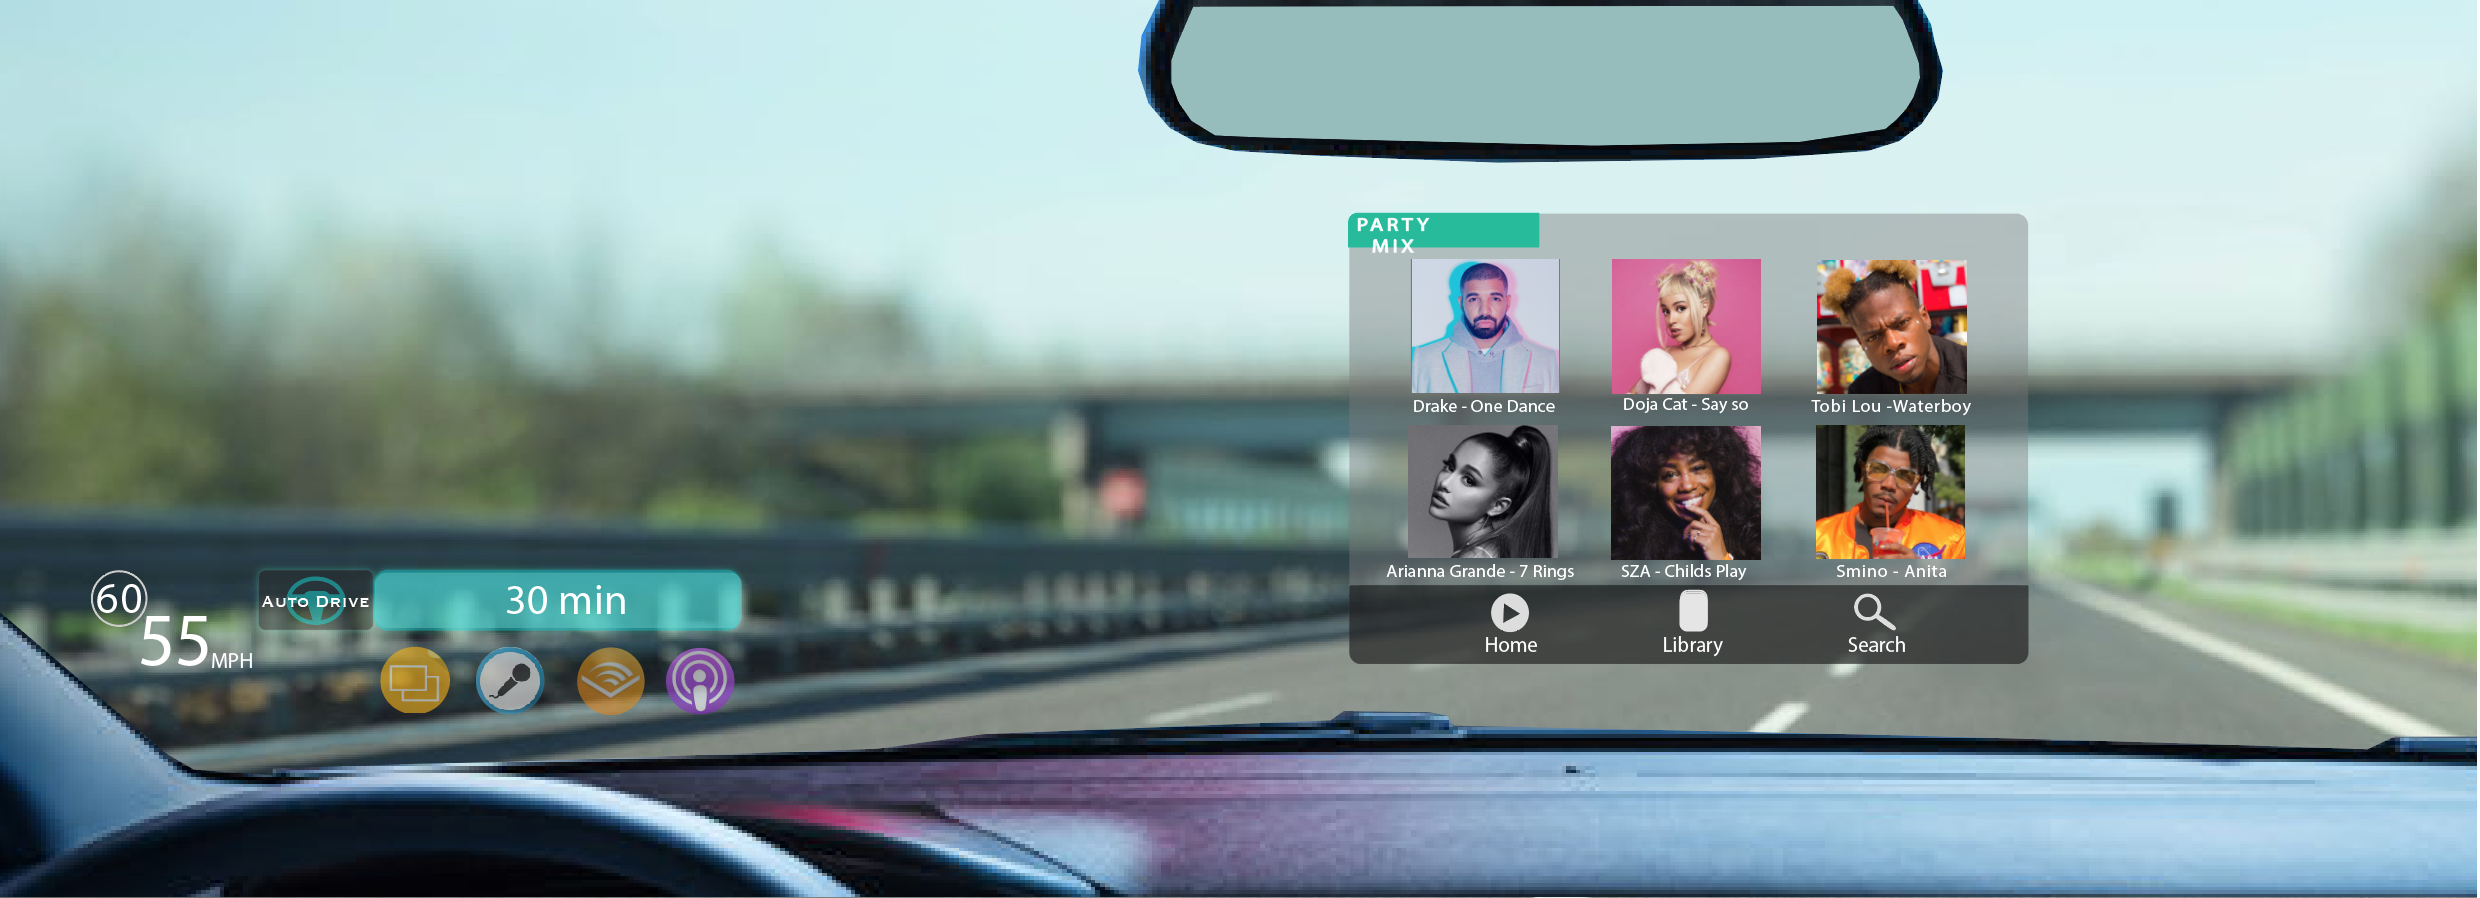 PARTY
MIX
Drake - One Dance
Doja Cat - Say so
Tobi Lou -Waterboy
Arianna Grande - 7 Rings
SZA - Childs Play
Smino - Anita
60
55 MPH
AUTO DRIVE
30 min
Home
Library
Search